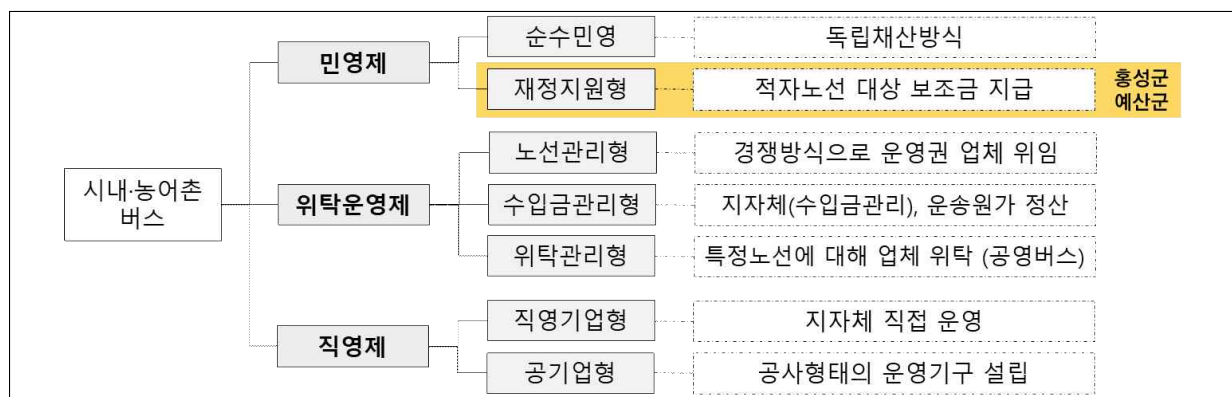 순수민영
독립채산방식
민영제
재정지원형
적자노선 대상 보조금 지급
홍성군
예산군
노선관리형
경쟁방식으로 운영권 업체 위임
시내·농어촌
버스
위탁운영제
수입금관리형
지자체(수입금관리), 운송원가 정산
위탁관리형
특정노선에 대해 업체 위탁 (공영버스)
직영기업형
지자체 직접 운영
직영제
공기업형
공사형태의 운영기구 설립